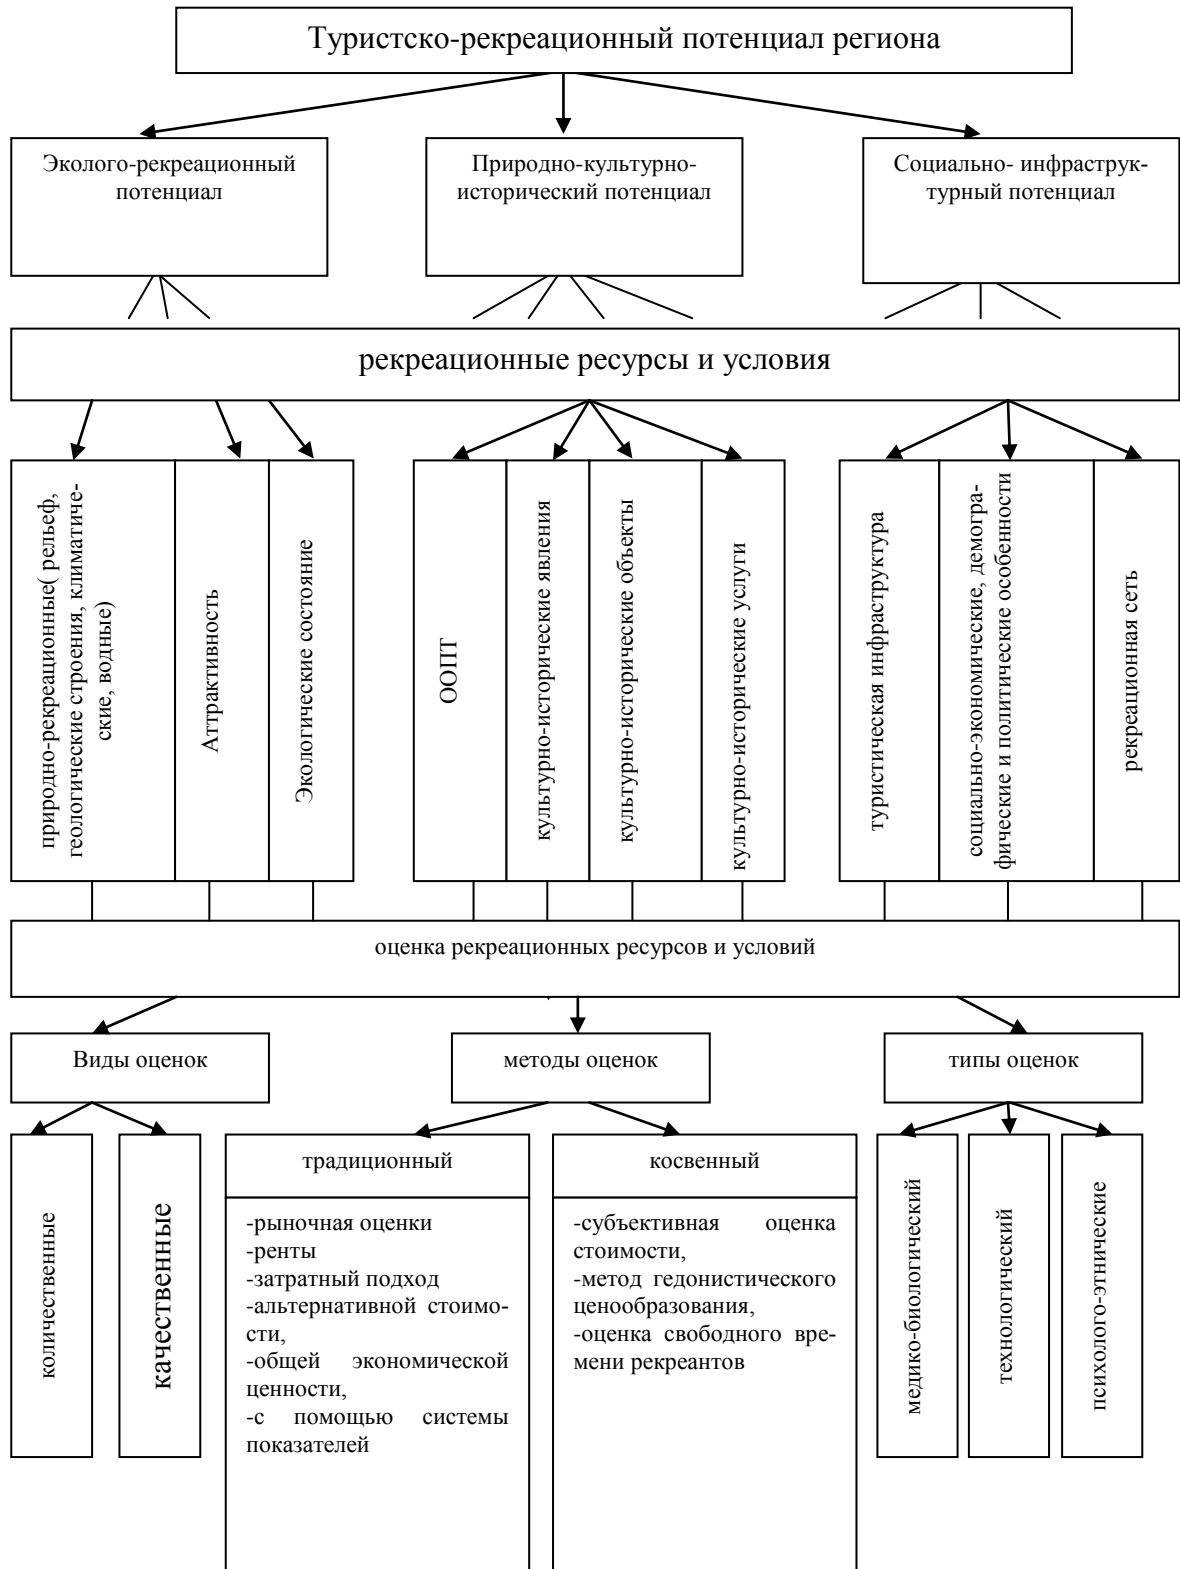 Туристско-рекреационный потенциал региона
Эколого-рекреационный
потенциал
Природно-культурно-
исторический потенциал
Социально- инфраструк-
турный потенциал
рекреационные ресурсы и условия
природно-рекреационные( рельеф,
геологические строения, климатиче-
ские, водные)
Аттрактивность
Экологические состояние
ООПТ
культурно-исторические явления
культурно-исторические объекты
культурно-исторические услуги
туристическая инфраструктура
социально-экономические, демогра-
фические и политические особенности
рекреационная сеть
оценка рекреационных ресурсов и условий
Виды оценок
методы оценок
типы оценок
количественные
качественные
традиционный
-рыночная оценки
-ренты
-затратный подход
-альтернативной стоимо-
сти,
-общей экономической
ценности,
-с помощью системы
показателей
косвенный
-субъективная оценка
стоимости,
-метод гедонистического
ценообразования,
-оценка свободного вре-
мени рекреантов
медико-биологический
технологический
психолого-этнические